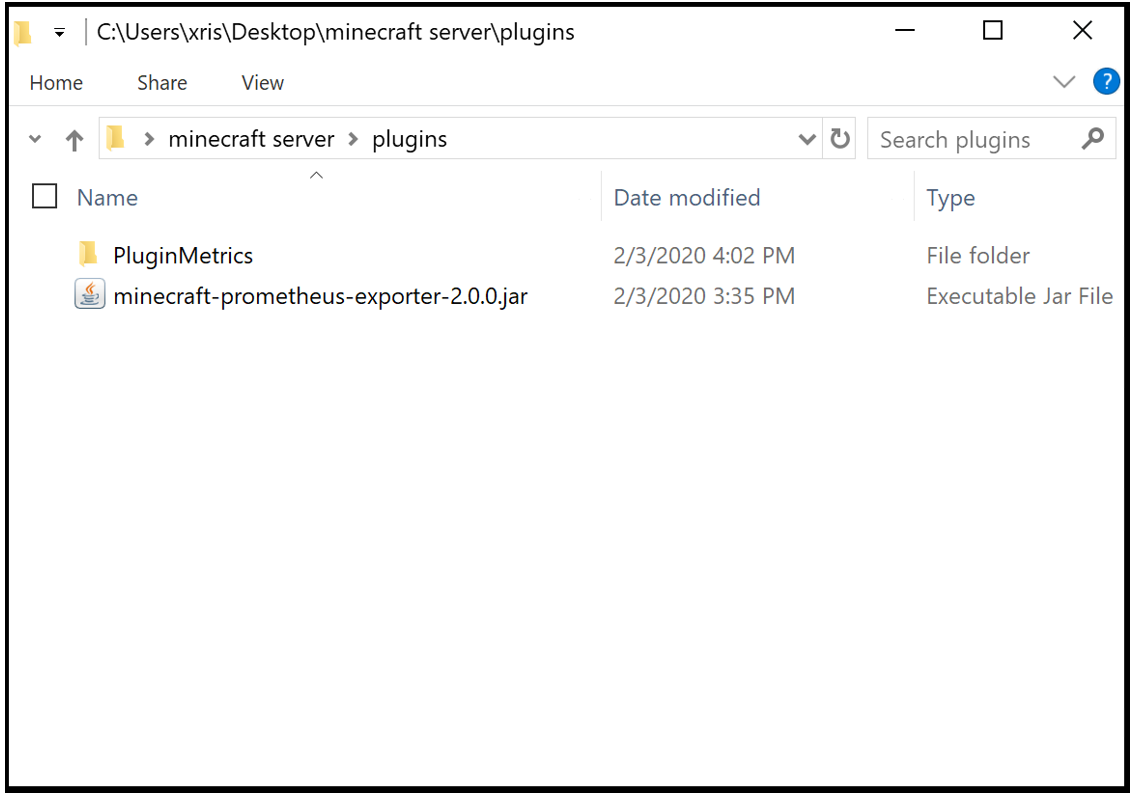 C:\Users\xris\Desktop\minecraft server\plugins
Home Share View ?
minecraft server plugins Search plugins
Name Date modified Type
PluginMetrics 2/3/2020 4:02 PM File folder
minecraft-prometheus-exporter-2.0.0.jar 2/3/2020 3:35 PM Executable Jar File